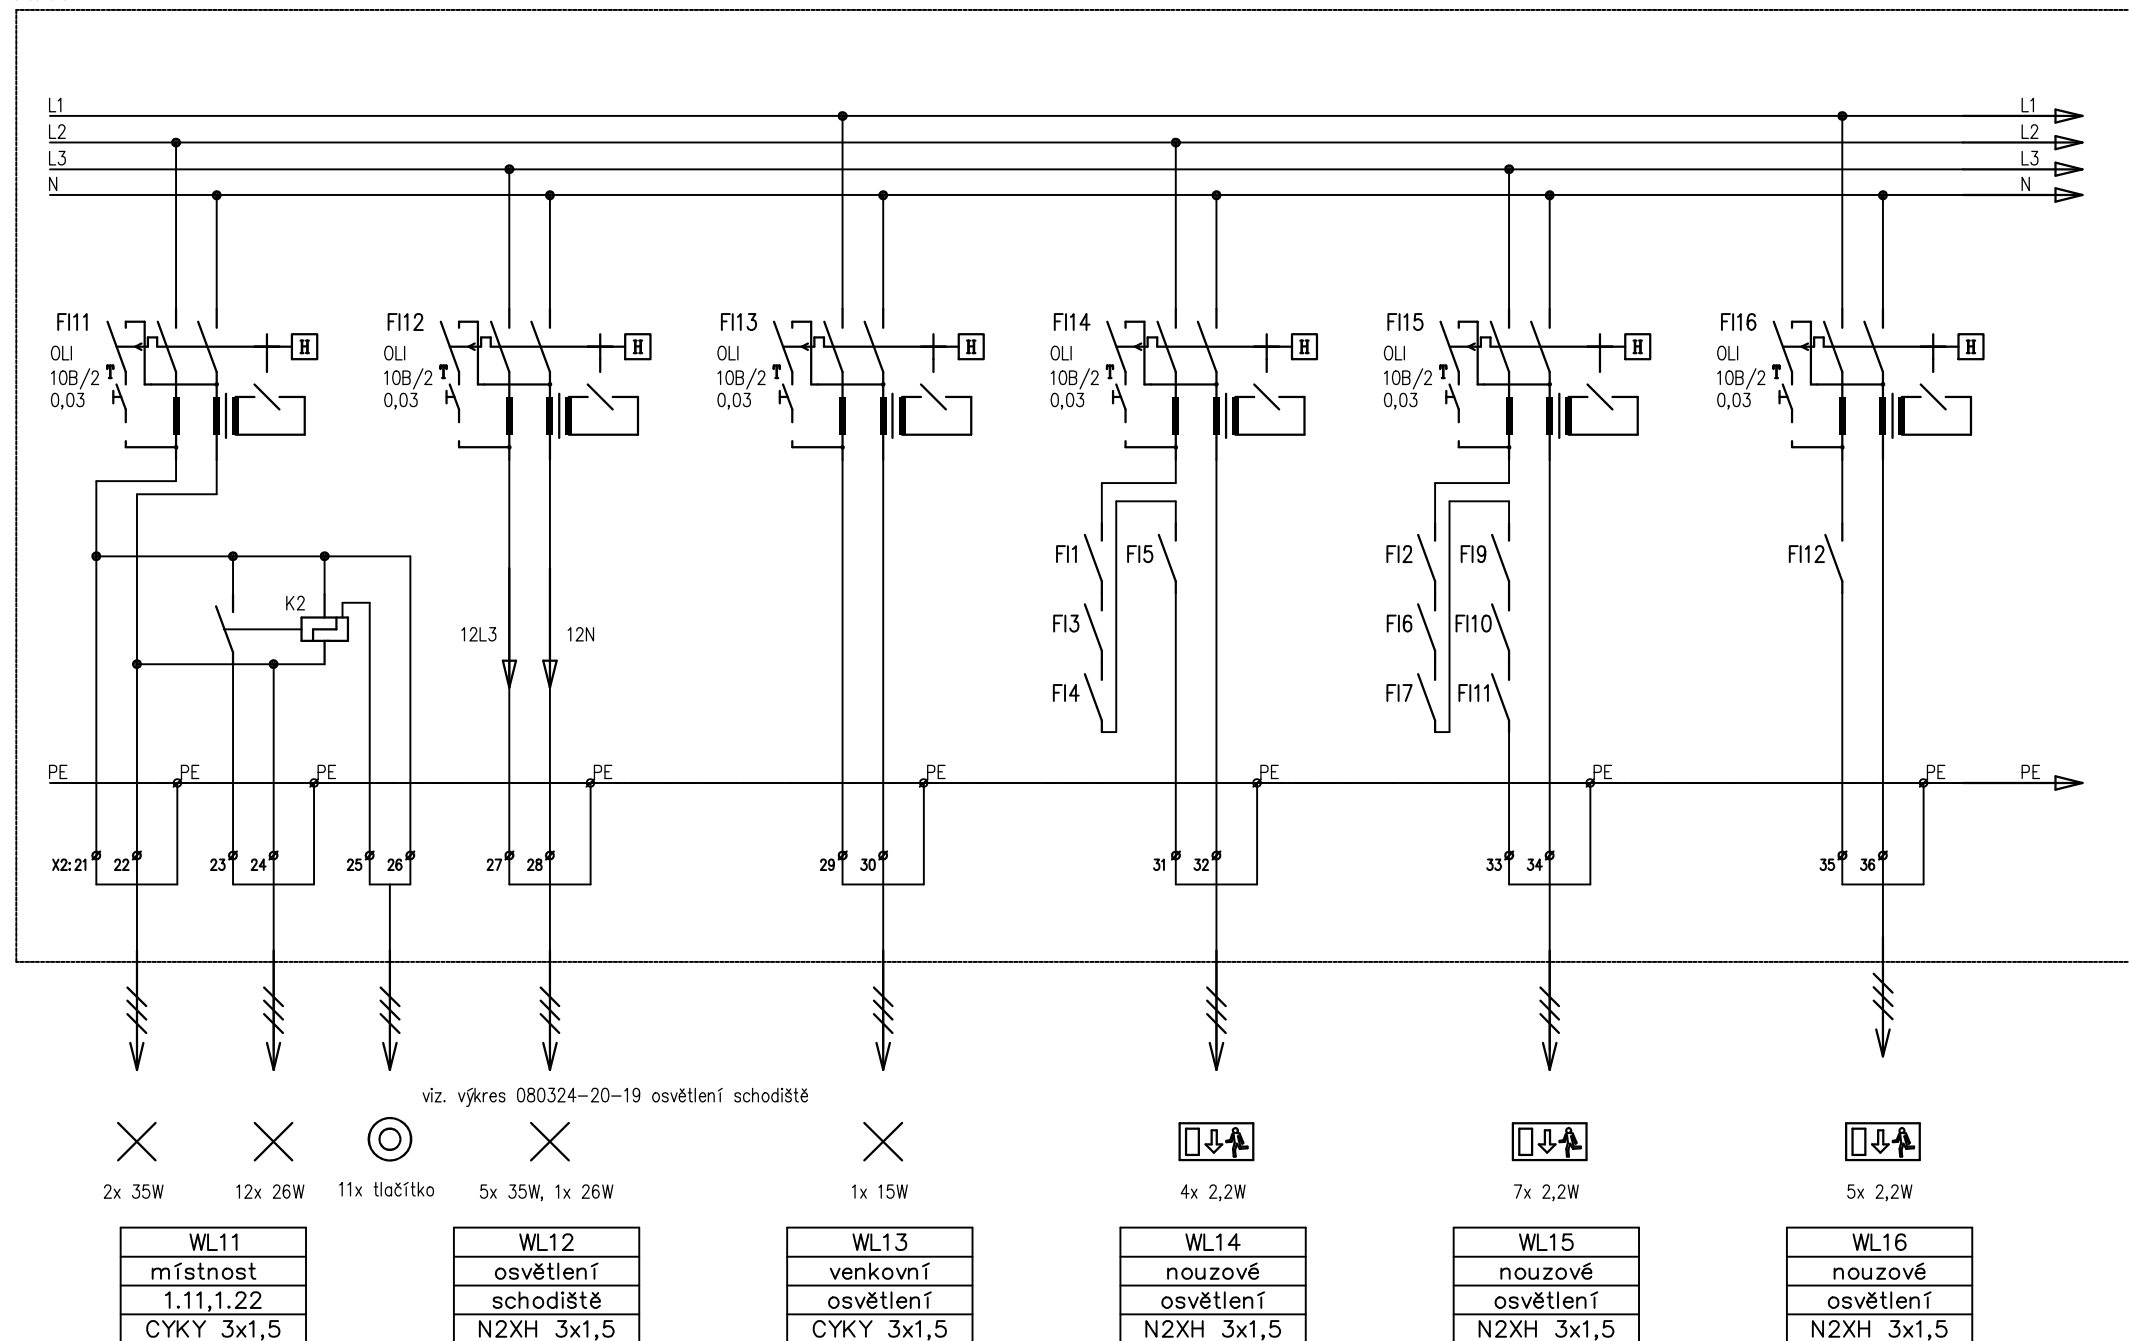 L1 L1
L2 L2
L3 L3
N N
FI11 H FI12 H FI13 H FI14 H FI15 H FI16 H
OLI OLI OLI OLI OLI OLI
10B/2 T 10B/2 T 10B/2 T 10B/2 T 10B/2 T 10B/2 T
0,03 0,03 0,03 0,03 0,03 0,03
FI1 FI5 FI2 FI9 FI12
K2
12L3 12N FI3 FI6 FI10
FI4 FI7 FI11
PE PE PE PE PE PE PE PE PE
X2: 21 22 23 24 25 26 27 28 29 30 31 32 33 34 35 36
viz. výkres 080324-20-19 osvětlení schodiště
2x 35W 12x 26W 11x tlačítko 5x 35W, 1x 26W 1x 15W 4x 2,2W 7x 2,2W 5x 2,2W
WL11 WL12 WL13 WL14 WL15 WL16
místnost osvětlení venkovní nouzové nouzové nouzové
1.11,1.22 schodiště osvětlení osvětlení osvětlení osvětlení
CYKY 3x1,5 N2XH 3x1,5 CYKY 3x1,5 N2XH 3x1,5 N2XH 3x1,5 N2XH 3x1,5